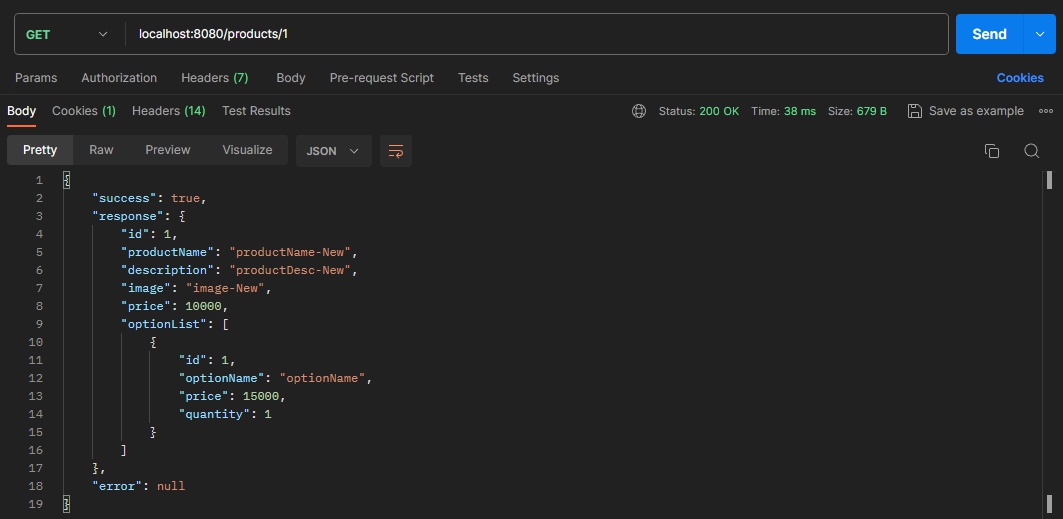 GET localhost:8080/products/1 Send
Params Authorization Headers (7) Body Pre-request Script Tests Settings Cookies
Body Cookies (1) Headers (14) Test Results Status: 200 OK Time: 38 ms Size: 679 B Save as example
Pretty Raw Preview Visualize JSON
1 {
2 "success": true,
3 "response": {
4 "id": 1,
5 "productName": "productName-New",
6 "description": "productDesc-New",
7 "image": "image-New",
8 "price": 10000,
9 "optionList": [
10 {
11 "id": 1,
12 "optionName": "optionName",
13 "price": 15000,
14 "quantity": 1
15 }
16 ]
17 },
18 "error": null
19 }